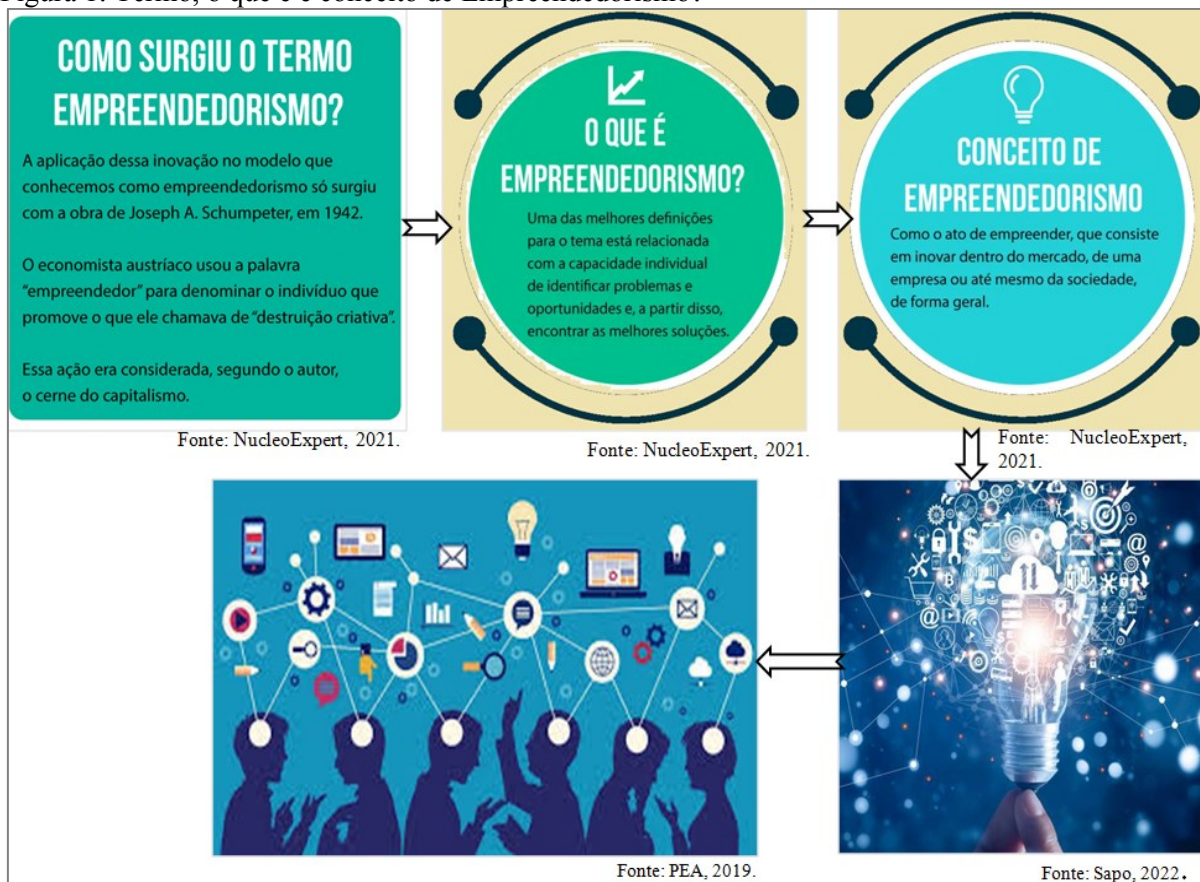 Figura 1: Termo, o que é e conceito de Empreendedorismo?
COMO SURGIU O TERMO
EMPREENDEDORISMO?
A aplicação dessa inovação no modelo que
conhecemos como empreendedorismo só surgiu
com a obra de Joseph A. Schumpeter, em 1942.
O economista austríaco usou a palavra
“empreendedor” para denominar o indivíduo que
promove o que ele chamava de “destruição criativa”.
Essa ação era considerada, segundo o autor,
o cerne do capitalismo.
Fonte: NucleoExpert, 2021.
O QUE É
EMPREENDEDORISMO?
Uma das melhores definições
para o tema está relacionada
com a capacidade individual
de identificar problemas e
oportunidades e, a partir disso,
encontrar as melhores soluções.
Fonte: NucleoExpert, 2021.
CONCEITO DE
EMPREENDEDORISMO
Como o ato de empreender, que consiste
em inovar dentro do mercado, de uma
empresa ou até mesmo da sociedade,
de forma geral.
Fonte: NucleoExpert,
2021.
Fonte: PEA, 2019.
Fonte: Sapo, 2022.